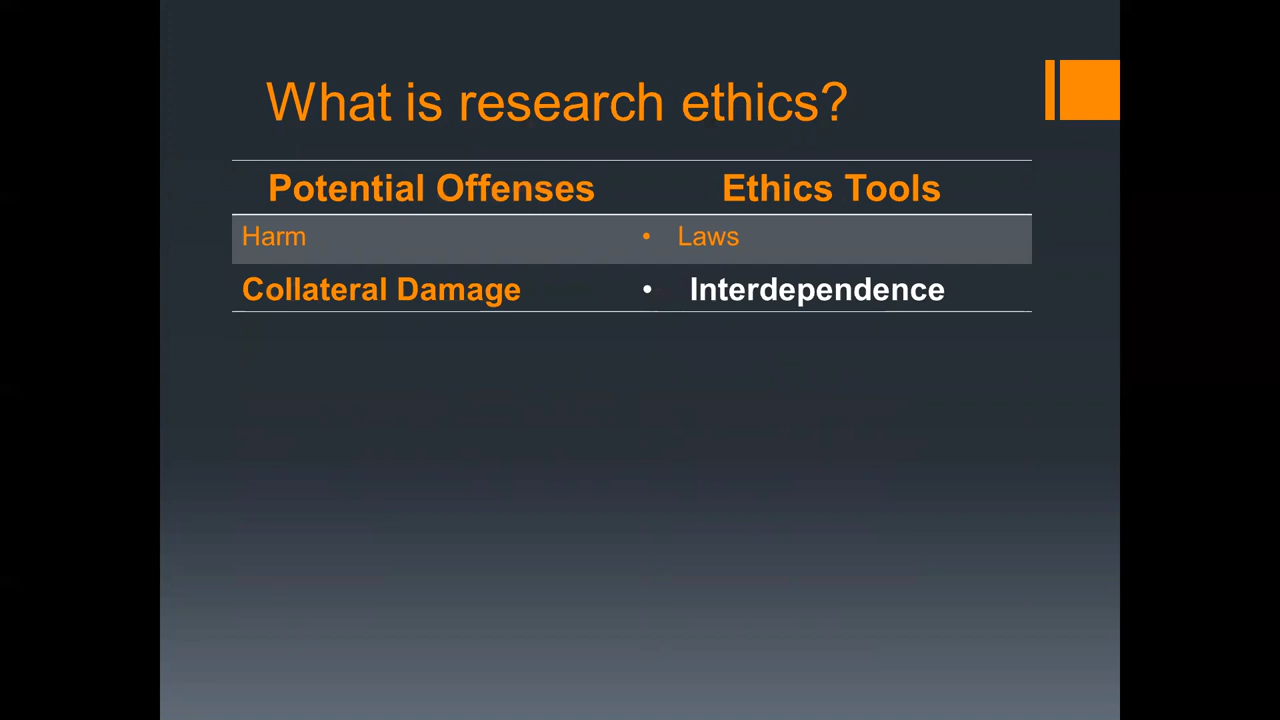 What is research ethics?
Potential Offenses Ethics Tools
Harm • Laws
Collateral Damage • Interdependence